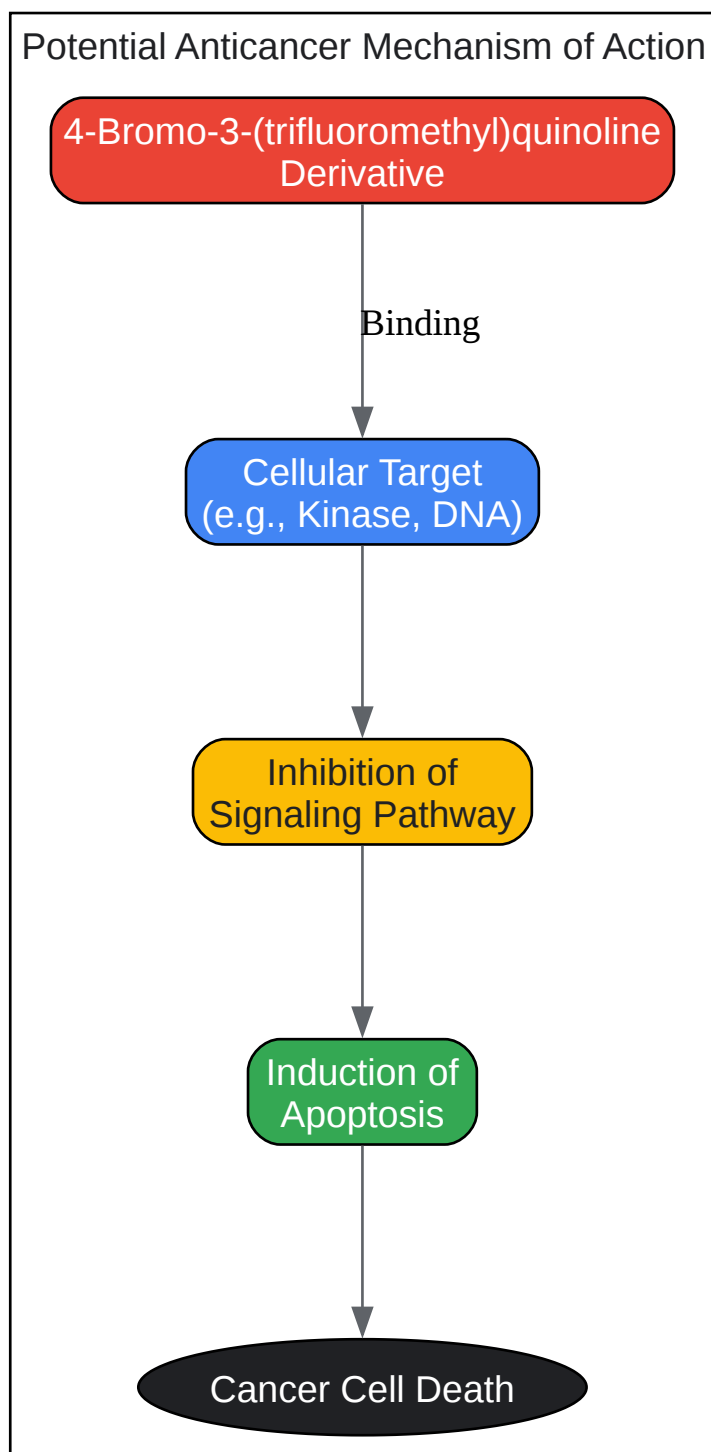 Potential Anticancer Mechanism of Action
4-Bromo-3-(trifluoromethyl)quinoline
Derivative
Binding
Cellular Target
(e.g., Kinase, DNA)
Inhibition of
Signaling Pathway
Induction of
Apoptosis
Cancer Cell Death